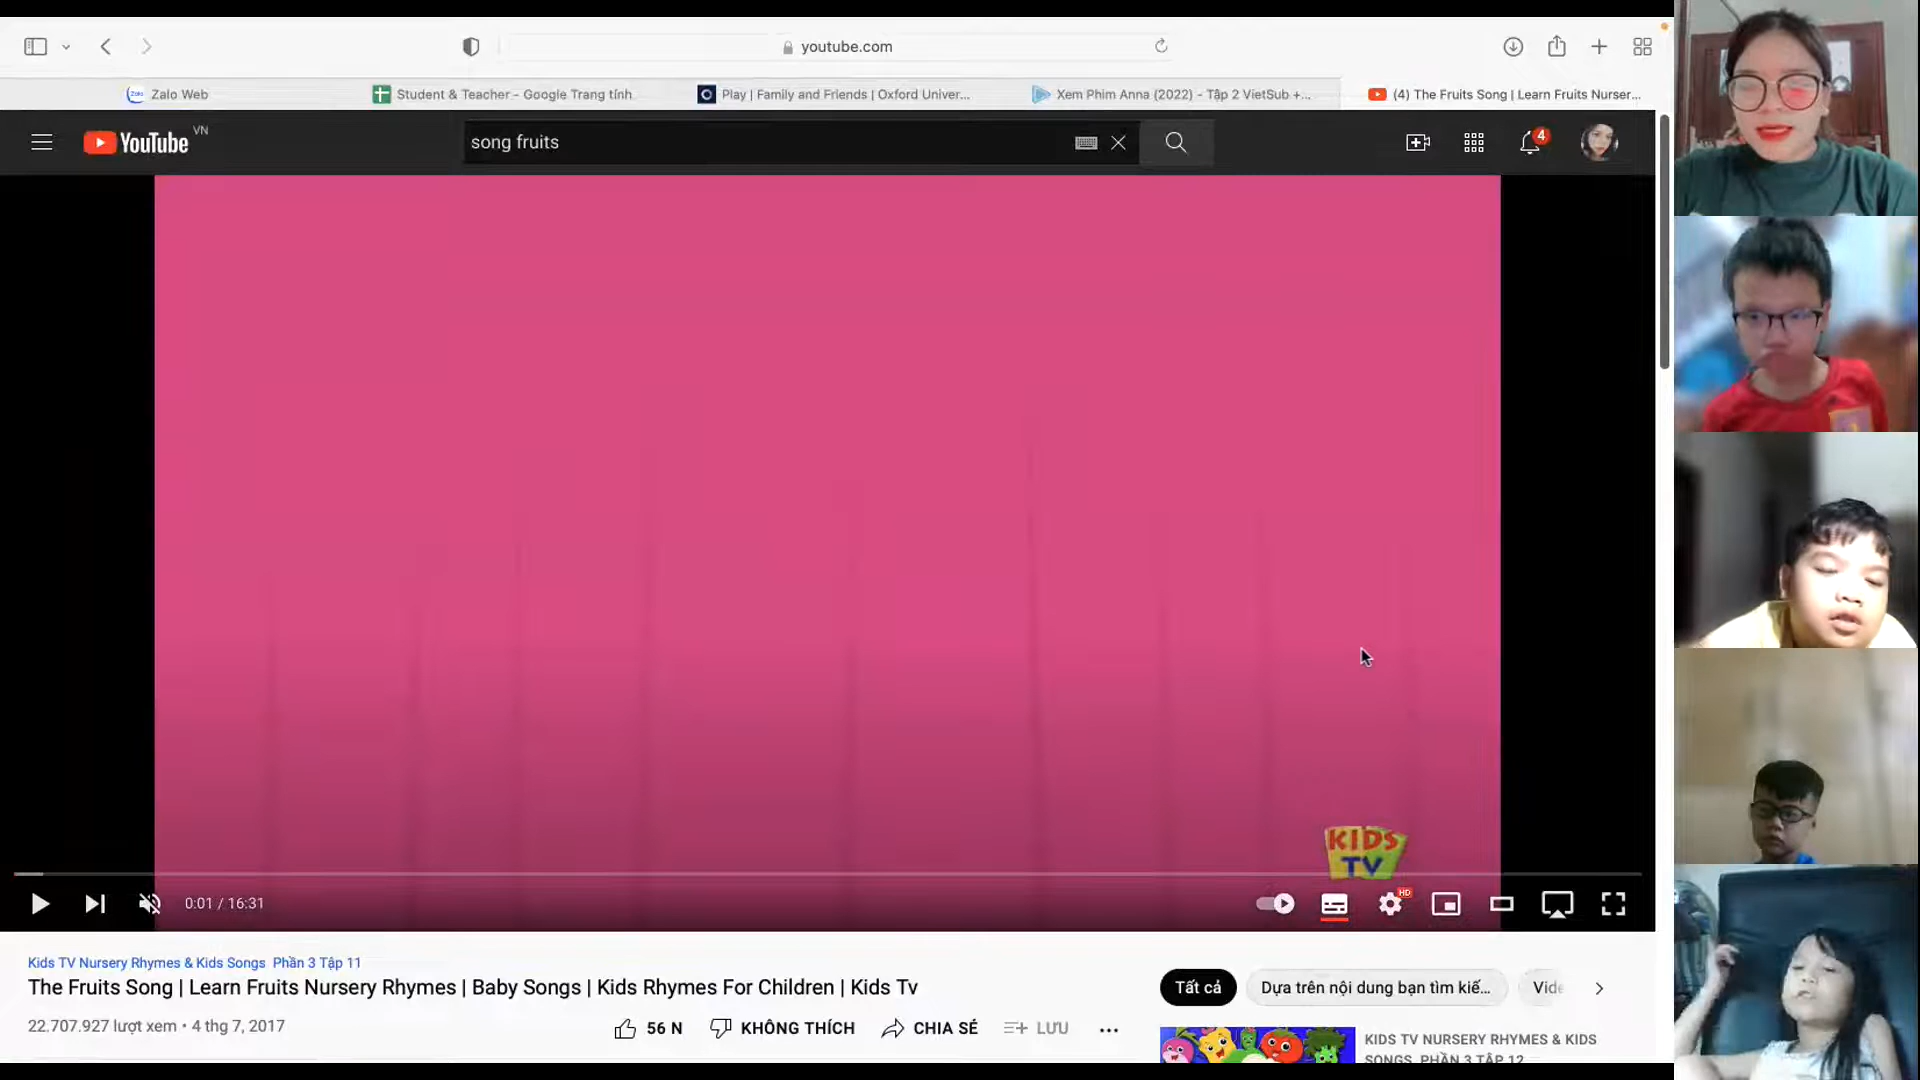 youtube.com
Zalo Web
Student & Teacher - Google Trang tính
Play | Family and Friends | Oxford Univer...
Xem Phim Anna (2022) - Tập 2 VietSub +...
(4) The Fruits Song | Learn Fruits Nurser...
YouTube VN
song fruits
4
KIDS
TV
0:01 / 16:31
HD
Kids TV Nursery Rhymes & Kids Songs Phần 3 Tập 11
The Fruits Song | Learn Fruits Nursery Rhymes | Baby Songs | Kids Rhymes For Children | Kids Tv
22.707.927 lượt xem • 4 thg 7, 2017
56 N
KHÔNG THÍCH
CHIA SẺ
LƯU
Tất cả
Dựa trên nội dung bạn tìm kiế...
Vide
KIDS TV NURSERY RHYMES & KIDS
SONGS PHẦN 3 TẬP 12